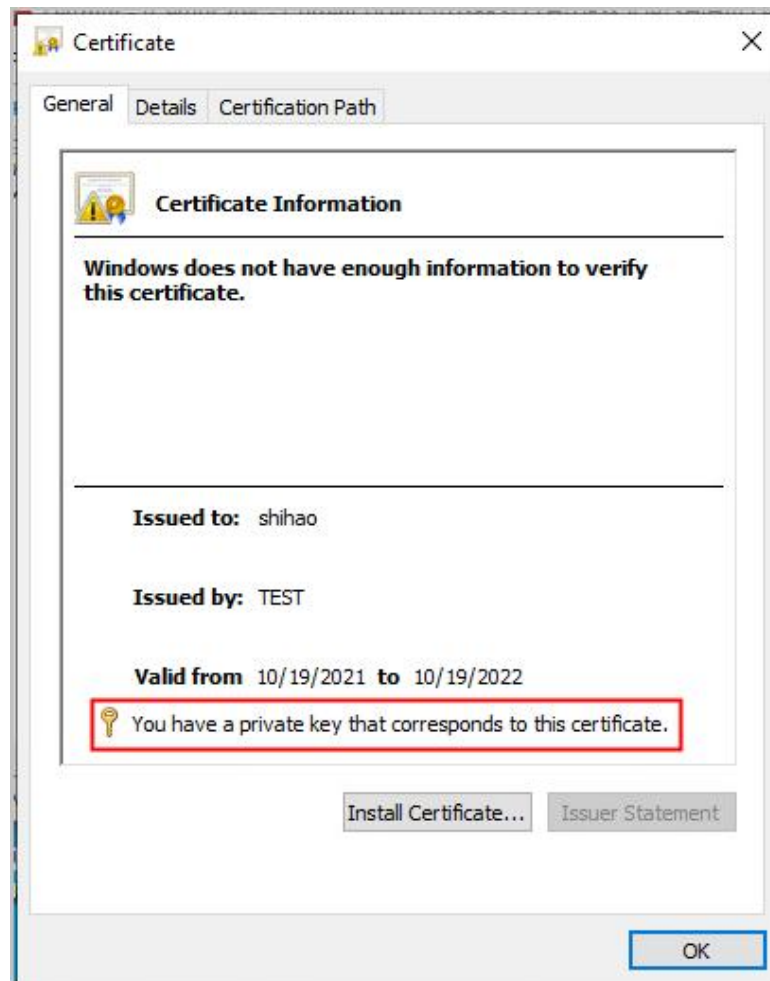 Certificate
General Details Certification Path
Certificate Information
Windows does not have enough information to verify
this certificate.
Issued to: shihao
Issued by: TEST
Valid from 10/19/2021 to 10/19/2022
You have a private key that corresponds to this certificate.
Install Certificate... Issuer Statement
OK